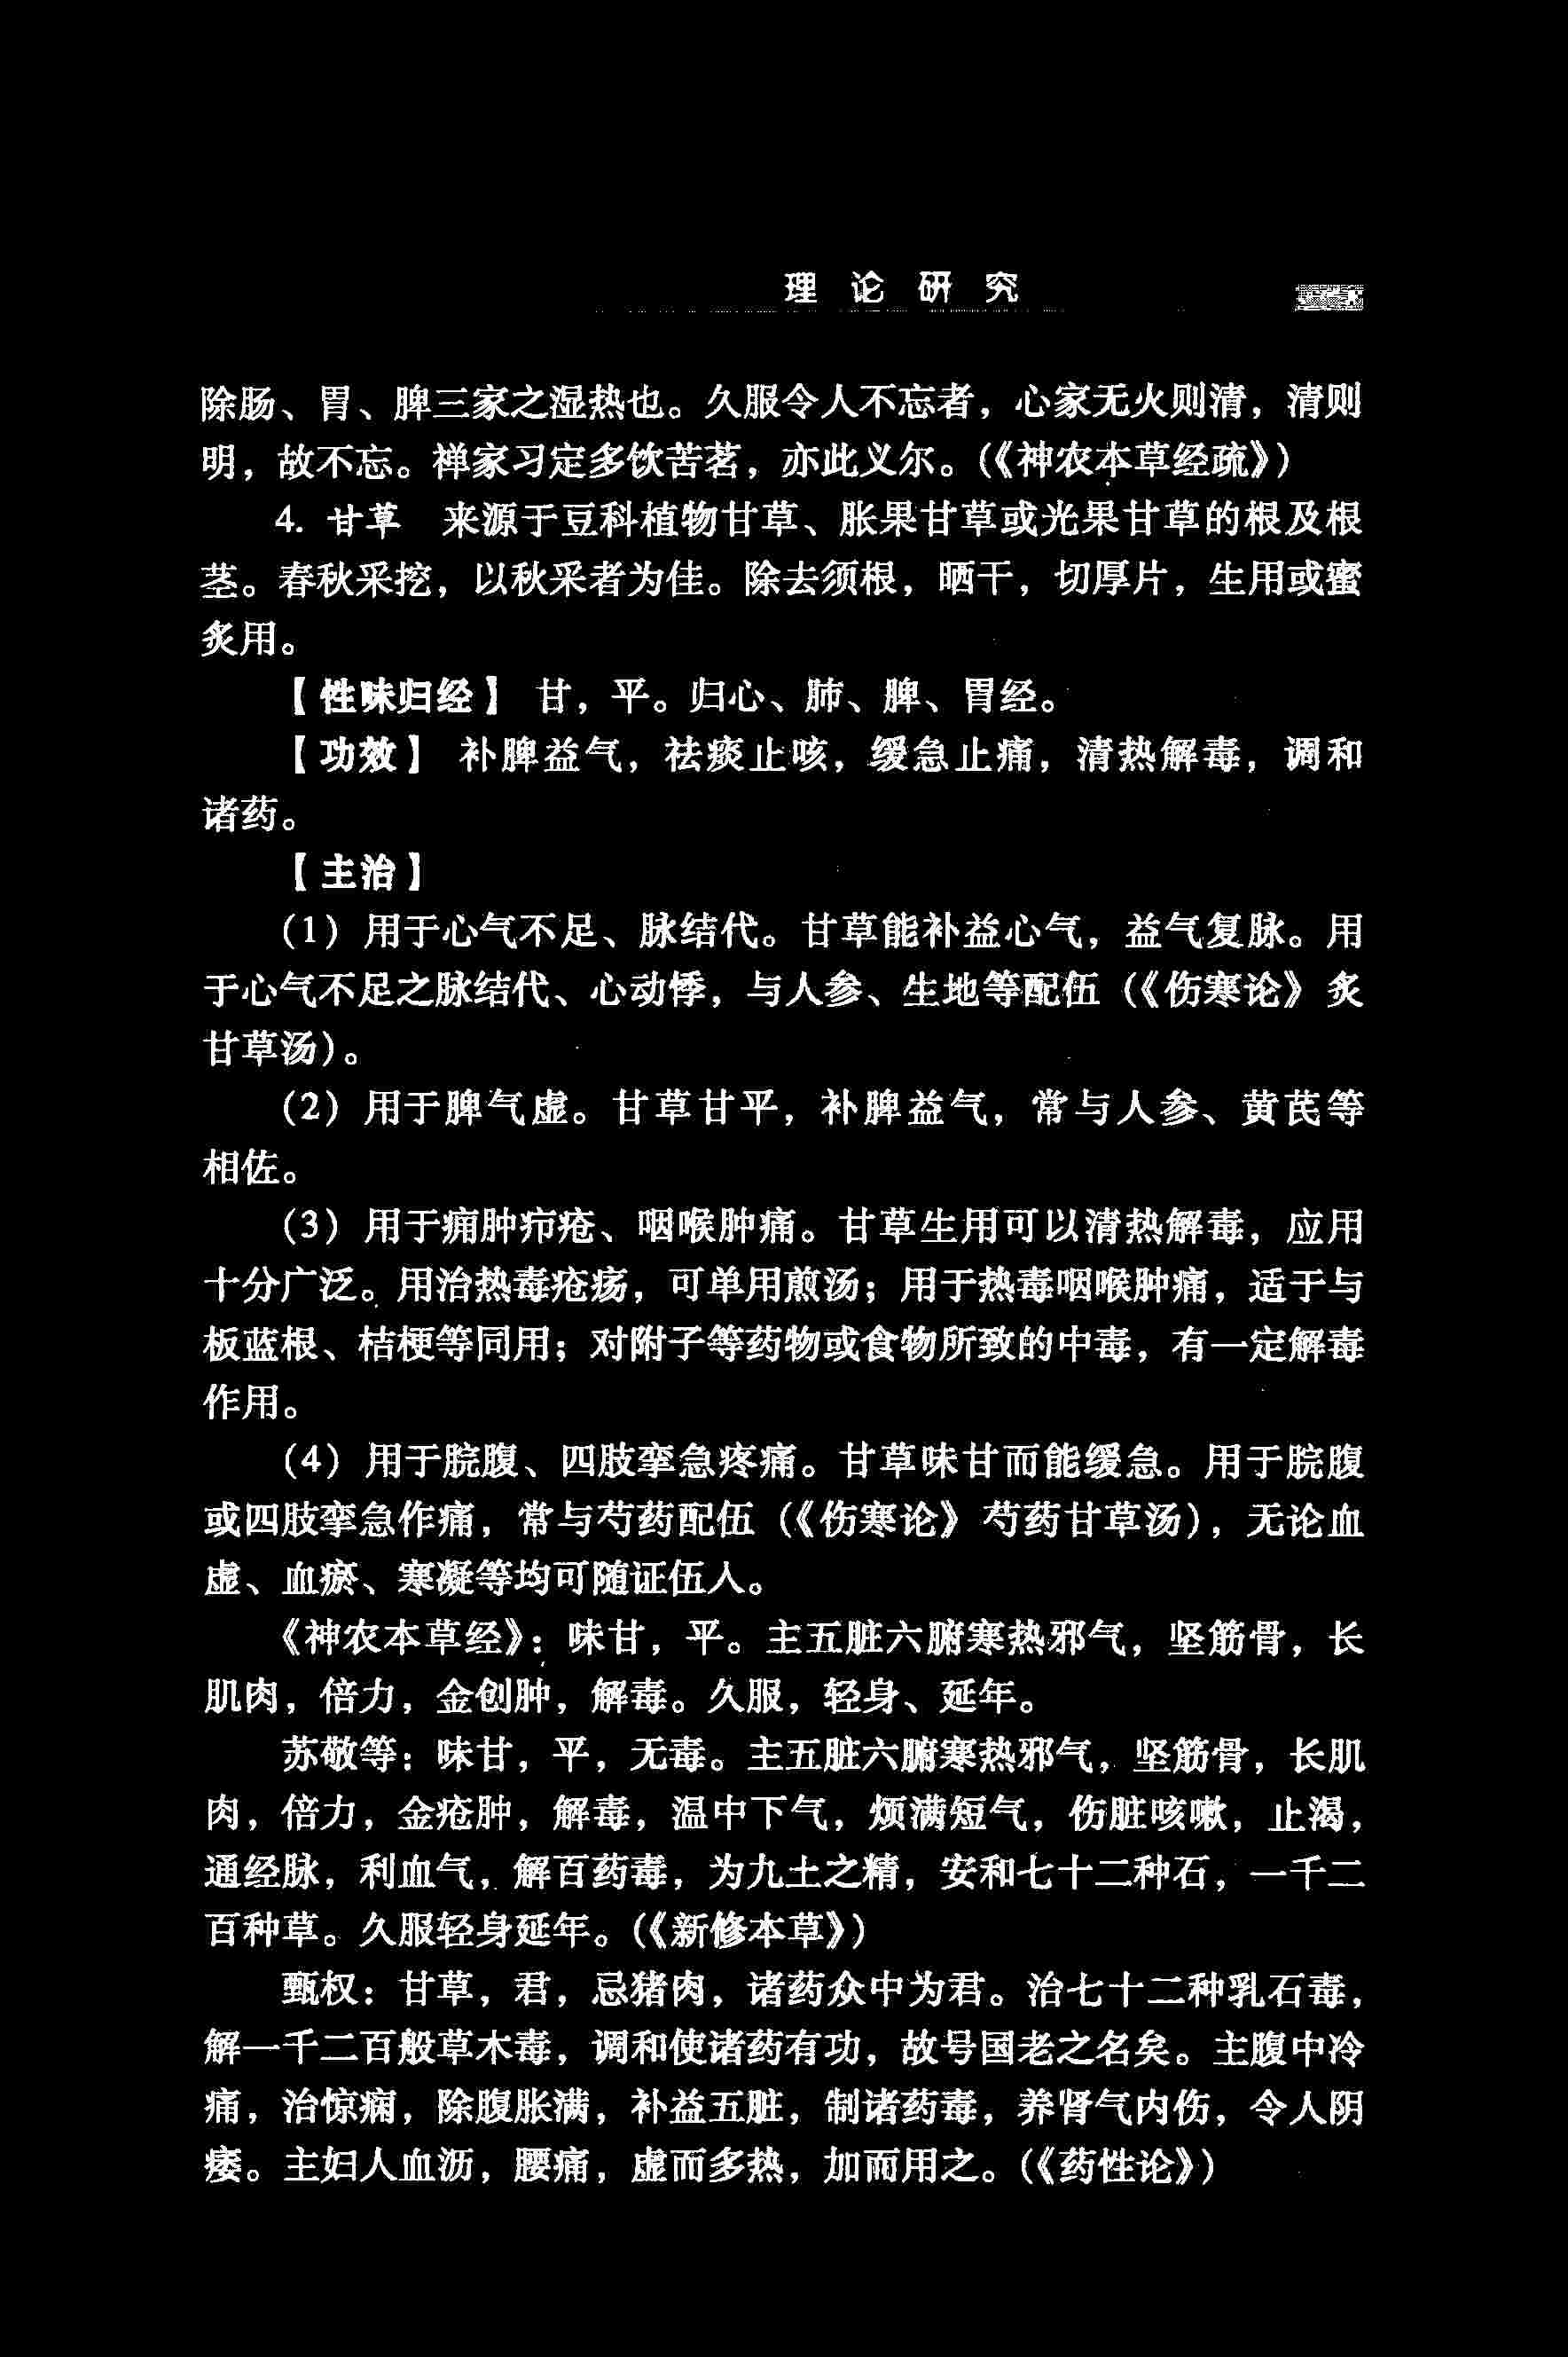 理论研究
除肠、胃、脾三家之湿热也。久服令人不忘者，心家无火则清，清则
明，故不忘。禅家习定多饮苦茗，亦此义尔。(《神农本草经疏》)
4. 甘草　来源于豆科植物甘草、胀果甘草或光果甘草的根及根
茎。春秋采挖，以秋采者为佳。除去须根，晒干，切厚片，生用或蜜
炙用。
【性味归经】 甘，平。归心、肺、脾、胃经。
【功效】 补脾益气，祛痰止咳，缓急止痛，清热解毒，调和
诸药。
【主治】
(1) 用于心气不足、脉结代。甘草能补益心气，益气复脉。用
于心气不足之脉结代、心动悸，与人参、生地等配伍 (《伤寒论》 炙
甘草汤)。
(2) 用于脾气虚。甘草甘平，补脾益气，常与人参、黄芪等
相佐。
(3) 用于痈肿疖疮、咽喉肿痛。甘草生用可以清热解毒，应用
十分广泛。用治热毒疮疡，可单用煎汤；用于热毒咽喉肿痛，适于与
板蓝根、桔梗等同用；对附子等药物或食物所致的中毒，有一定解毒
作用。
(4) 用于脘腹、四肢挛急疼痛。甘草味甘而能缓急。用于脘腹
或四肢挛急作痛，常与芍药配伍 (《伤寒论》 芍药甘草汤)，无论血
虚、血瘀、寒凝等均可随证伍人。
《神农本草经》：味甘，平。主五脏六腑寒热邪气，坚筋骨，长
肌肉，倍力，金创肿，解毒。久服，轻身、延年。
苏敬等：味甘，平，无毒。主五脏六腑寒热邪气，坚筋骨，长肌
肉，倍力，金疮肿，解毒，温中下气，烦满短气，伤脏咳嗽，止渴，
通经脉，利血气，解百药毒，为九土之精，安和七十二种石，一千二
百种草。久服轻身延年。(《新修本草》)
甄权：甘草，君，忌猪肉，诸药众中为君。治七十二种乳石毒，
解一千二百般草木毒，调和使诸药有功，故号国老之名矣。主腹中冷
痛，治惊痫，除腹胀满，补益五脏，制诸药毒，养肾气内伤，令人阴
痿。主妇人血沥，腰痛，虚而多热，加而用之。(《药性论》)